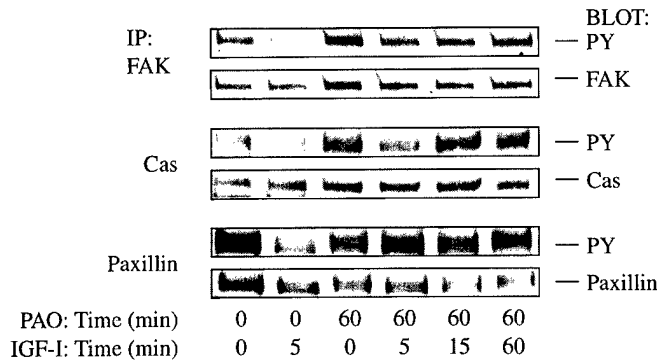 IP: BLOT:
FAK — PY
— FAK
Cas — PY
— Cas
Paxillin — PY
— Paxillin
PAO: Time (min) 0 0 60 60 60 60
IGF-I: Time (min) 0 5 0 5 15 60